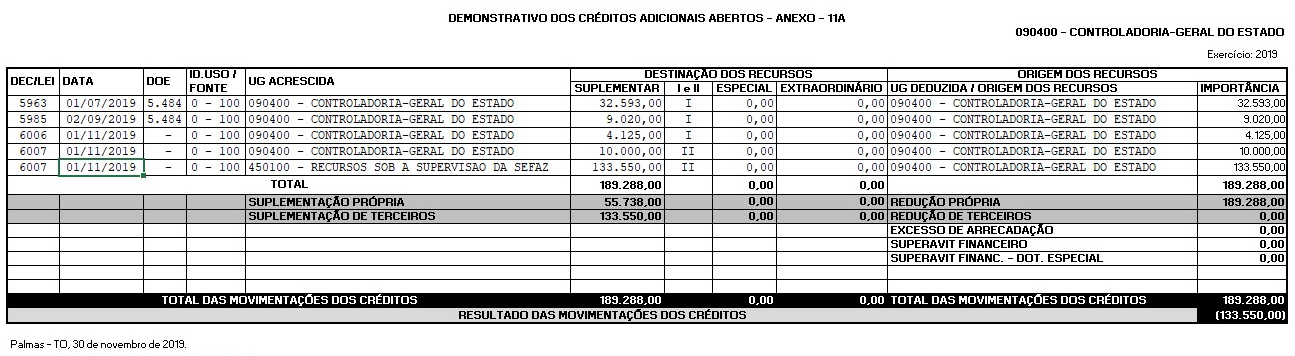 DEMONSTRATIVO DOS CRÉDITOS ADICIONAIS ABERTOS - ANEXO - 11A
090400 - CONTROLADORIA-GERAL DO ESTADO
Exercício: 2019
DEC/LEI DATA DOE ID.USO / FONTE UG ACRESCIDA DESTINAÇÃO DOS RECURSOS ORIGEM DOS RECURSOS
SUPLEMENTAR I e II ESPECIAL EXTRAORDINÁRIO UG DEDUZIDA / ORIGEM DOS RECURSOS IMPORTÂNCIA
5963 01/07/2019 5.484 0 - 100 090400 - CONTROLADORIA-GERAL DO ESTADO 32.593,00 I 0,00 0,00 090400 - CONTROLADORIA-GERAL DO ESTADO 32.593,00
5985 02/09/2019 5.484 0 - 100 090400 - CONTROLADORIA-GERAL DO ESTADO 9.020,00 I 0,00 0,00 090400 - CONTROLADORIA-GERAL DO ESTADO 9.020,00
6006 01/11/2019 - 0 - 100 090400 - CONTROLADORIA-GERAL DO ESTADO 4.125,00 I 0,00 0,00 090400 - CONTROLADORIA-GERAL DO ESTADO 4.125,00
6007 01/11/2019 - 0 - 100 090400 - CONTROLADORIA-GERAL DO ESTADO 10.000,00 II 0,00 0,00 090400 - CONTROLADORIA-GERAL DO ESTADO 10.000,00
6007 01/11/2019 - 0 - 100 450100 - RECURSOS SOB A SUPERVISAO DA SEFAZ 133.550,00 II 0,00 0,00 090400 - CONTROLADORIA-GERAL DO ESTADO 133.550,00
TOTAL 189.288,00 0,00 0,00 189.288,00
SUPLEMENTAÇÃO PRÓPRIA 55.738,00 0,00 0,00 REDUÇÃO PRÓPRIA 189.288,00
SUPLEMENTAÇÃO DE TERCEIROS 133.550,00 0,00 0,00 REDUÇÃO DE TERCEIROS 0,00
EXCESSO DE ARRECADAÇÃO 0,00
SUPERAVIT FINANCEIRO 0,00
SUPERAVIT FINANC. - DOT. ESPECIAL 0,00
TOTAL DAS MOVIMENTAÇÕES DOS CRÉDITOS 189.288,00 0,00 0,00 TOTAL DAS MOVIMENTAÇÕES DOS CRÉDITOS 189.288,00
RESULTADO DAS MOVIMENTAÇÕES DOS CRÉDITOS (133.550,00)
Palmas - TO, 30 de novembro de 2019.